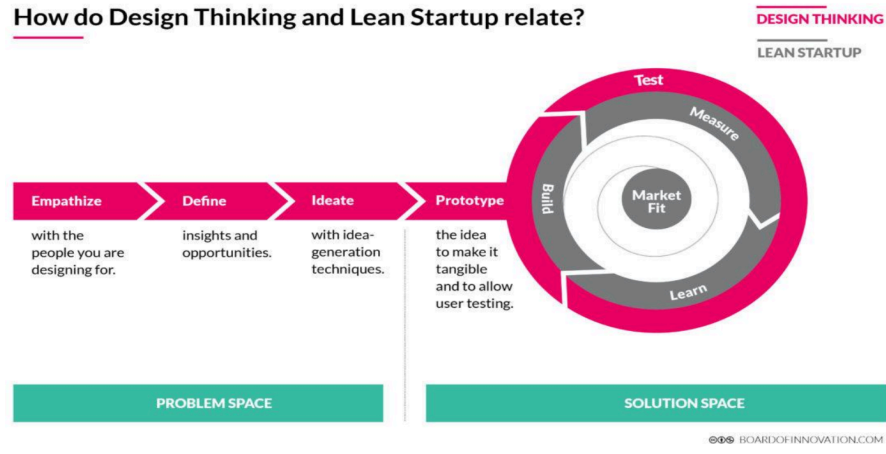 How do Design Thinking and Lean Startup relate?
DESIGN THINKING
LEAN STARTUP
Test
Measure
Build
Market
Fit
Learn
Empathize
Define
Ideate
Prototype
with the
people you are
designing for.
insights and
opportunities.
with idea-
generation
techniques.
the idea
to make it
tangible
and to allow
user testing.
PROBLEM SPACE
SOLUTION SPACE
BOARDOFINNOVATION.COM